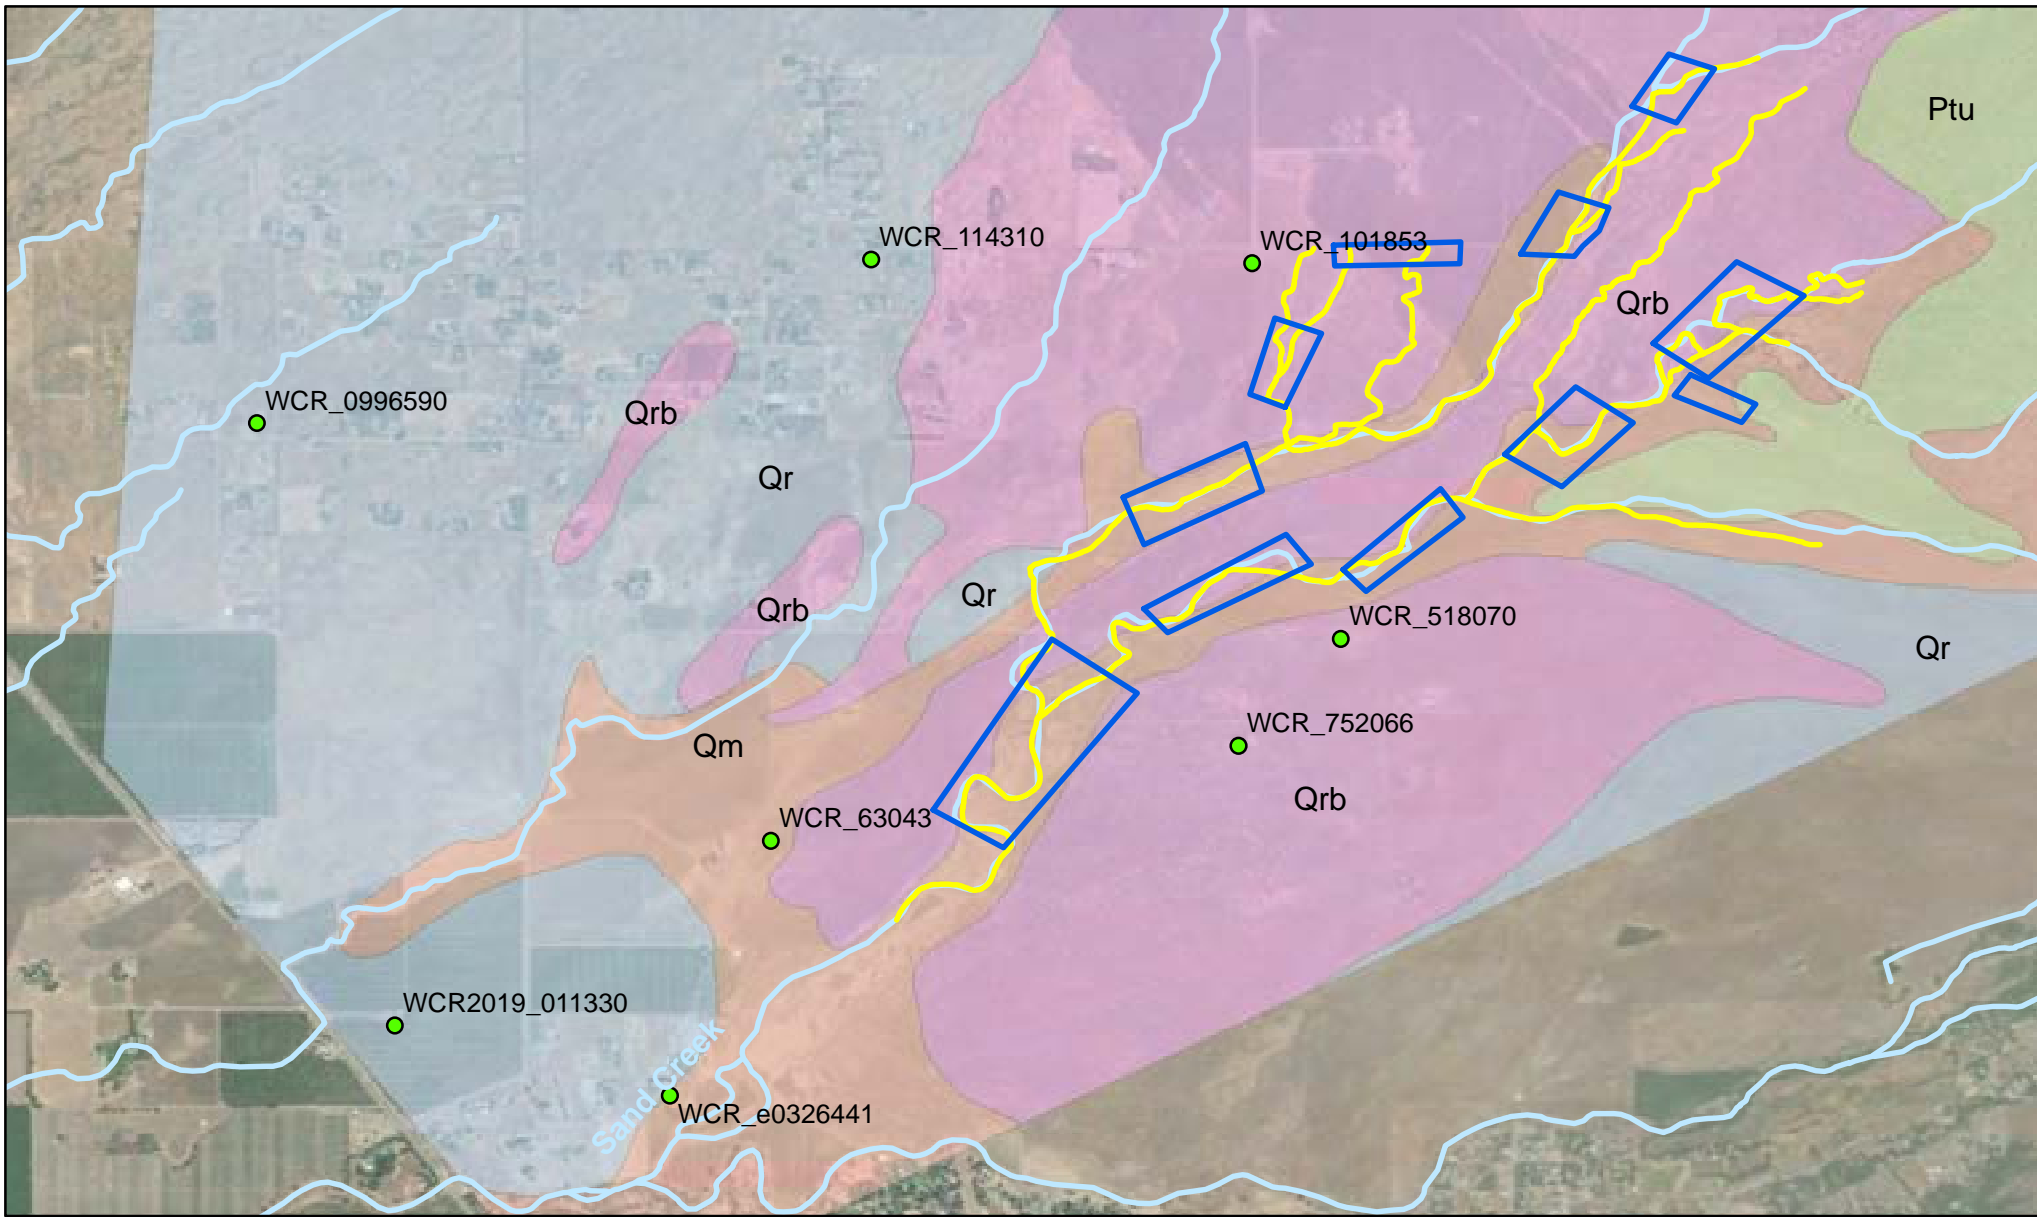 Ptu
WCR_114310
WCR_101853
Qrb
WCR_0996590
Qrb
Qr
Qr
Qrb
WCR_518070
Qr
WCR_752066
Qm
Qrb
WCR_63043
WCR2019_011330
Sand Creek
WCR_e0326441